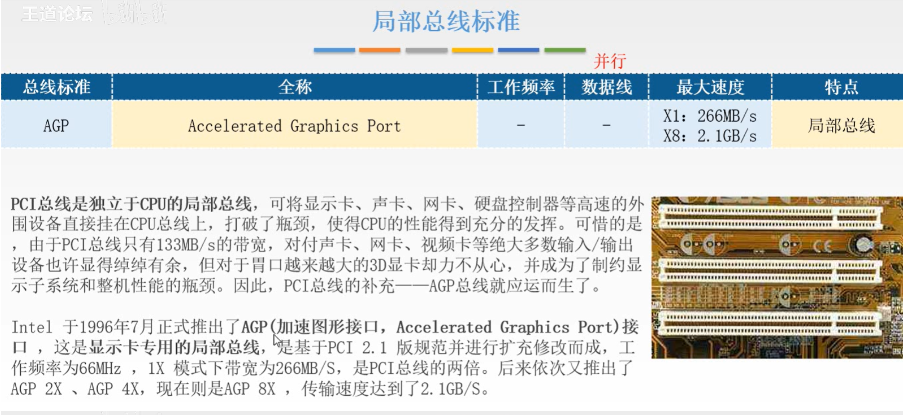 王道论坛
局部总线标准
并行
总线标准 全称 工作频率 数据线 最大速度 特点
AGP Accelerated Graphics Port - - X1: 266MB/s X8: 2.1GB/s 局部总线
PCI总线是独立于CPU的局部总线，可将显示卡、声卡、网卡、硬盘控制器等高速的外
围设备直接挂在CPU总线上，打破了瓶颈，使得CPU的性能得到充分的发挥。可惜的是
，由于PCI总线只有133MB/s的带宽，对付声卡、网卡、视频卡等绝大多数输入/输出
设备也许显得绰绰有余，但对于胃口越来越大的3D显卡却力不从心，并成为了制约显
示子系统和整机性能的瓶颈。因此，PCI总线的补充——AGP总线就应运而生了。
Intel 于1996年7月正式推出了AGP(加速图形接口，Accelerated Graphics Port)接
口 ，这是显示卡专用的局部总线，是基于PCI 2.1 版规范并进行扩充修改而成，工
作频率为66MHz ，1X 模式下带宽为266MB/S，是PCI总线的两倍。后来依次又推出了
AGP 2X 、AGP 4X，现在则是AGP 8X ，传输速度达到了2.1GB/S。